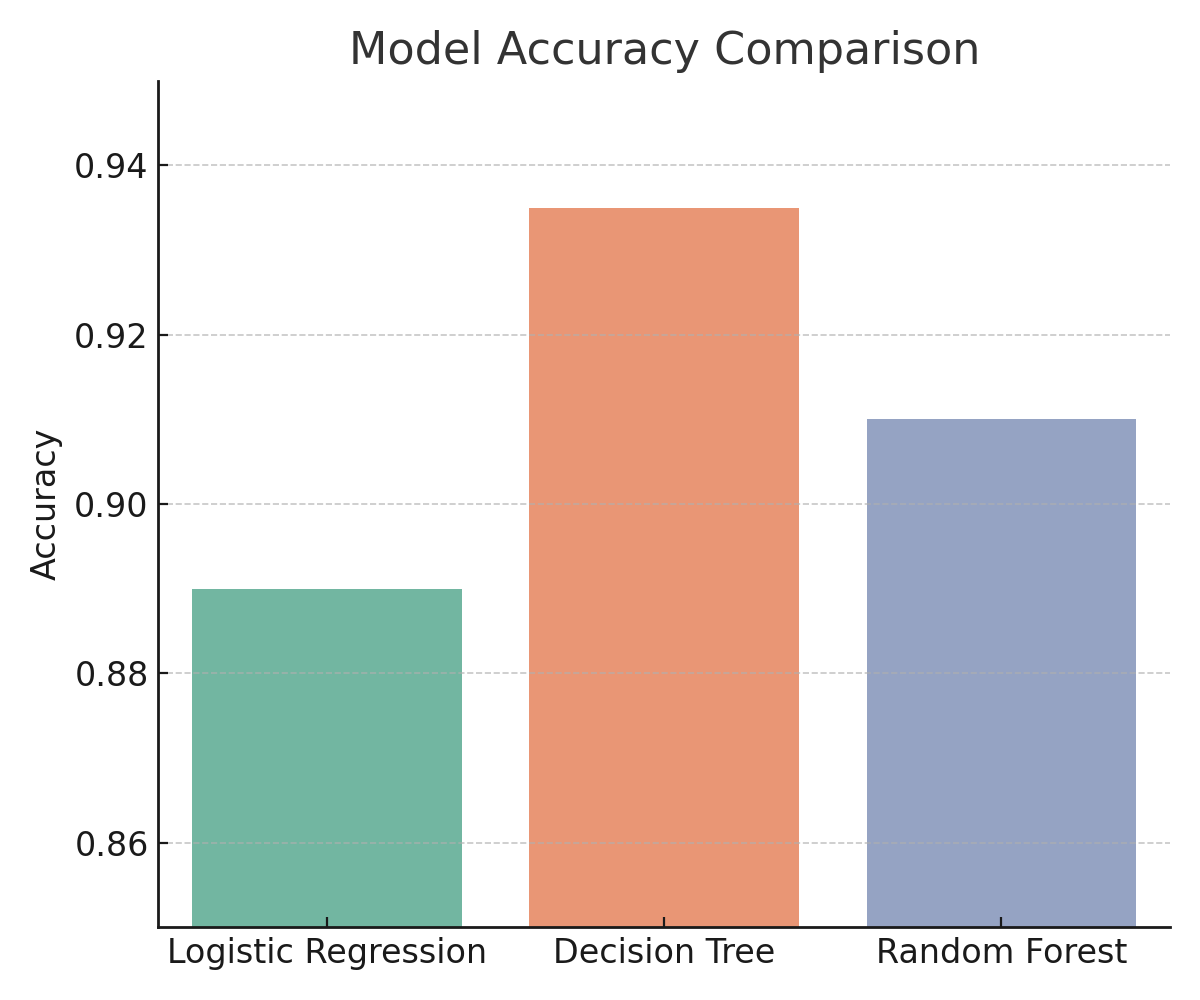 Model Accuracy Comparison
0.94
0.92
0.90
0.88
0.86
Accuracy
Logistic Regression
Decision Tree
Random Forest